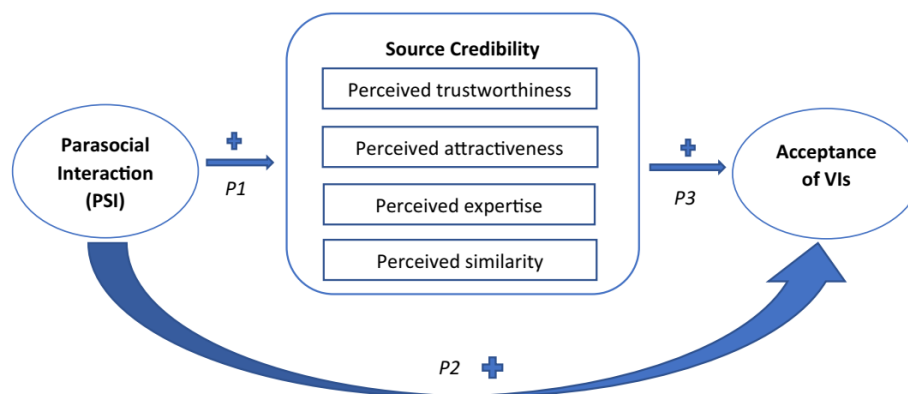 Source Credibility
Perceived trustworthiness
Perceived attractiveness
Perceived expertise
Perceived similarity
Parasocial
Interaction
(PSI)
+
P1
+
P3
Acceptance
of VIs
P2 +